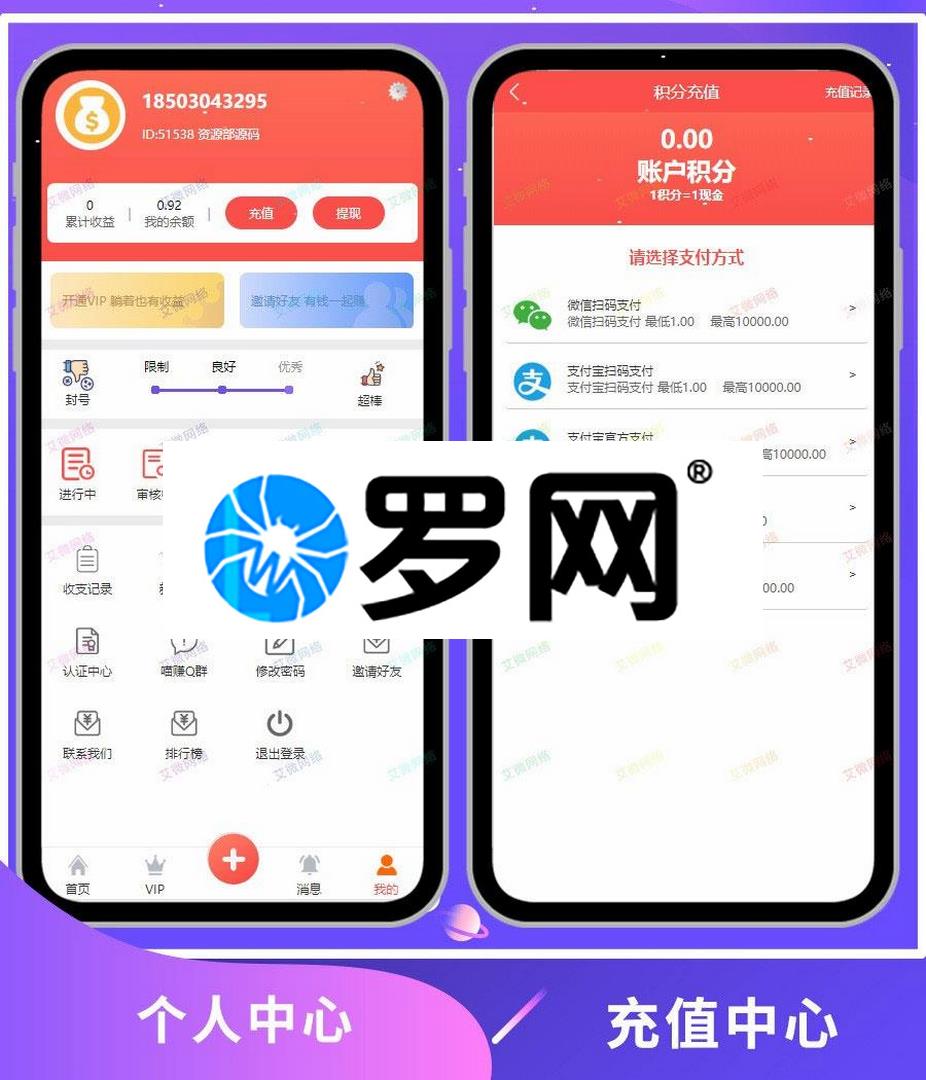 18503043295
ID:51538 资源部源码
0
累计收益
0.92
我的余额
充值
提现
开通VIP 躺着也有收益
邀请好友 有钱一起赚
封号
限制
良好
优秀
超棒
进行中
审核
收支记录
认证中心
喵赚Q群
修改密码
邀请好友
联系我们
排行榜
退出登录
首页
VIP
消息
我的
积分充值
充值记录
0.00
账户积分
1积分=1现金
请选择支付方式
微信扫码支付
微信扫码支付 最低1.00 最高10000.00
>
支付宝扫码支付
支付宝扫码支付 最低1.00 最高10000.00
>
支付宝官方支付
高10000.00
>
0
>
00.00
>
罗网®
艾微网络
个人中心
充值中心